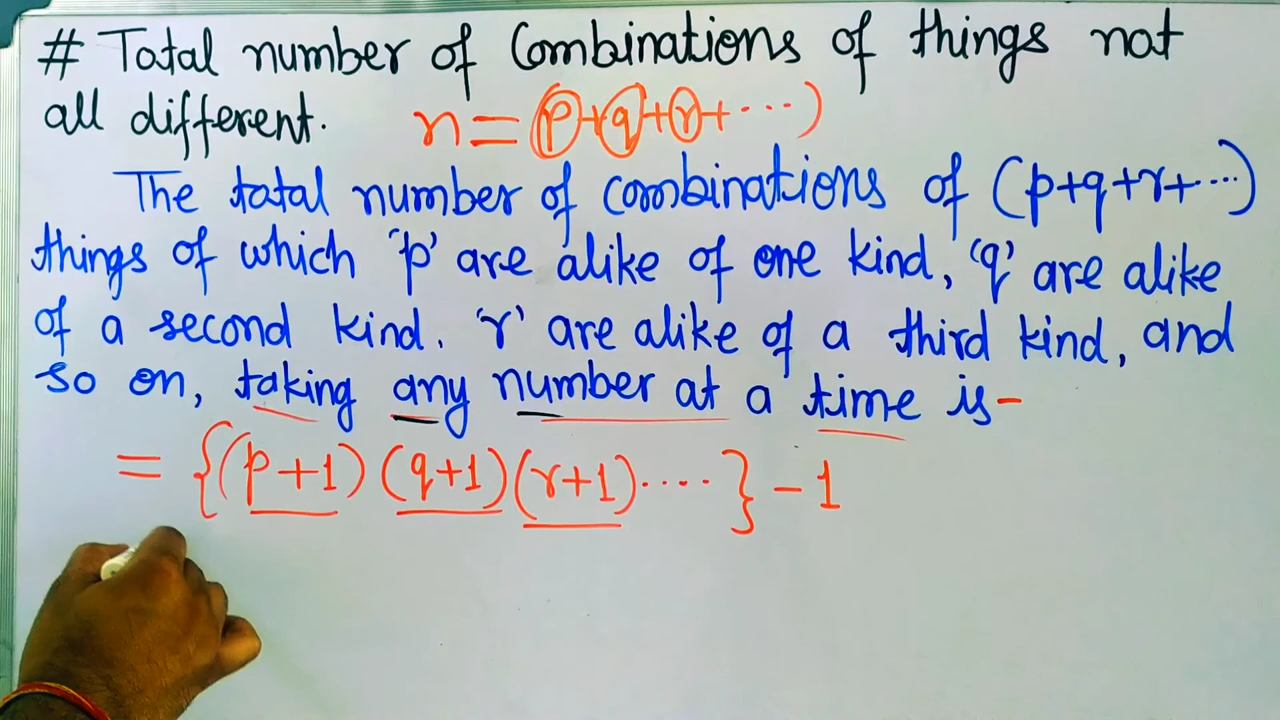 # Total number of Combinations of things not
all different. n = (p+q+r+....)
The total number of combinations of (p+q+r+...)
things of which 'p' are alike of one kind, 'q' are alike
of a second kind. 'r' are alike of a third kind, and
so on, taking any number at a time is-
= {(p+1) (q+1) (r+1)....} - 1